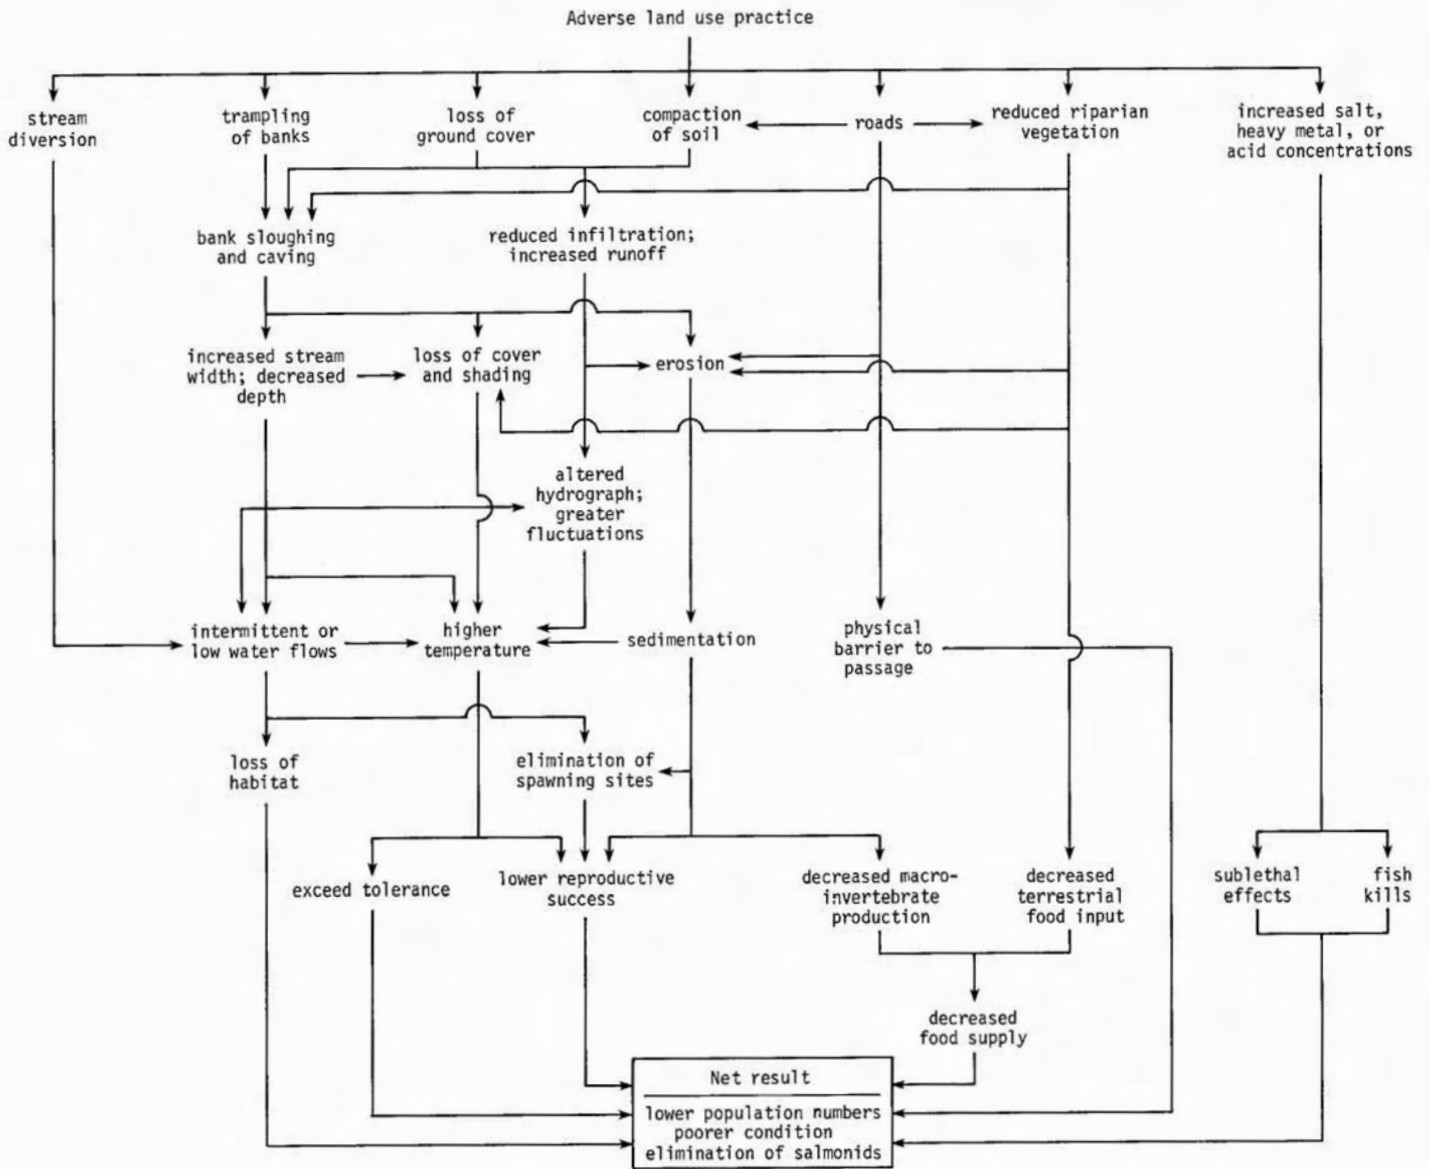 Adverse land use practice
stream
diversion
trampling
of banks
loss of
ground cover
compaction
of soil
roads
reduced riparian
vegetation
increased salt,
heavy metal, or
acid concentrations
bank sloughing
and caving
reduced infiltration;
increased runoff
increased stream
width; decreased
depth
loss of cover
and shading
erosion
altered
hydrograph;
greater
fluctuations
intermittent or
low water flows
higher
temperature
sedimentation
physical
barrier to
passage
loss of
habitat
elimination of
spawning sites
exceed tolerance
lower reproductive
success
decreased macro-
invertebrate
production
decreased
terrestrial
food input
sublethal
effects
fish
kills
decreased
food supply
Net result
lower population numbers
poorer condition
elimination of salmonids